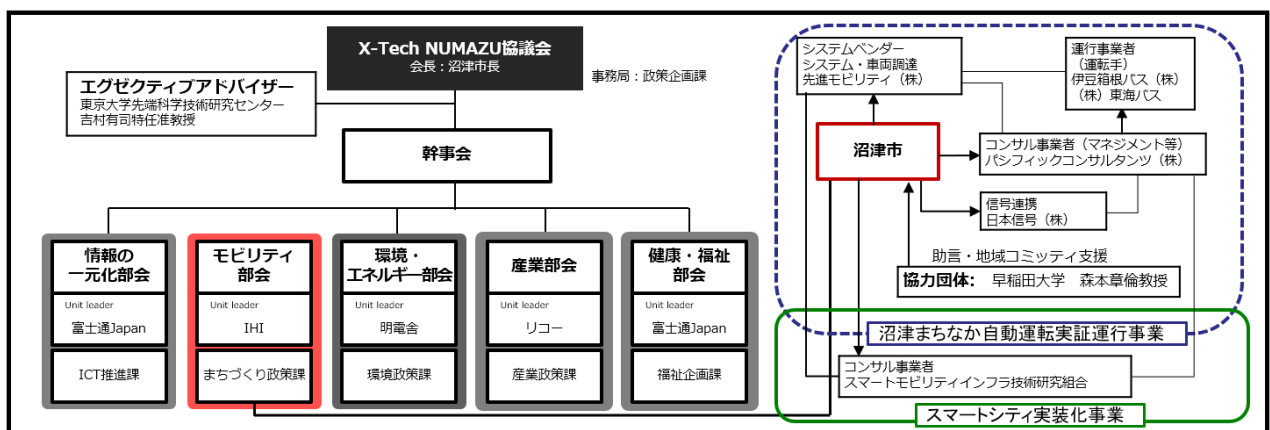 X-Tech NUMAZU協議会
会長：沼津市長
事務局：政策企画課
エグゼクティブアドバイザー
東京大学先端科学技術研究センター
吉村有司特任准教授
幹事会
情報の
一元化部会
Unit leader
富士通Japan
ICT推進課
モビリティ
部会
Unit leader
IHI
まちづくり政策課
環境・
エネルギー部会
Unit leader
明電舎
環境政策課
産業部会
Unit leader
リコー
産業政策課
健康・福祉
部会
Unit leader
富士通Japan
福祉企画課
システムベンダー
システム・車両調達
先進モビリティ（株）
運行事業者
（運転手）
伊豆箱根バス（株）
（株）東海バス
沼津市
コンサル事業者（マネジメント等）
パシフィックコンサルタンツ（株）
信号連携
日本信号（株）
助言・地域コミッティ支援
協力団体：　早稲田大学　森本章倫教授
沼津まちなか自動運転実証運行事業
コンサル事業者
スマートモビリティインフラ技術研究組合
スマートシティ実装化事業